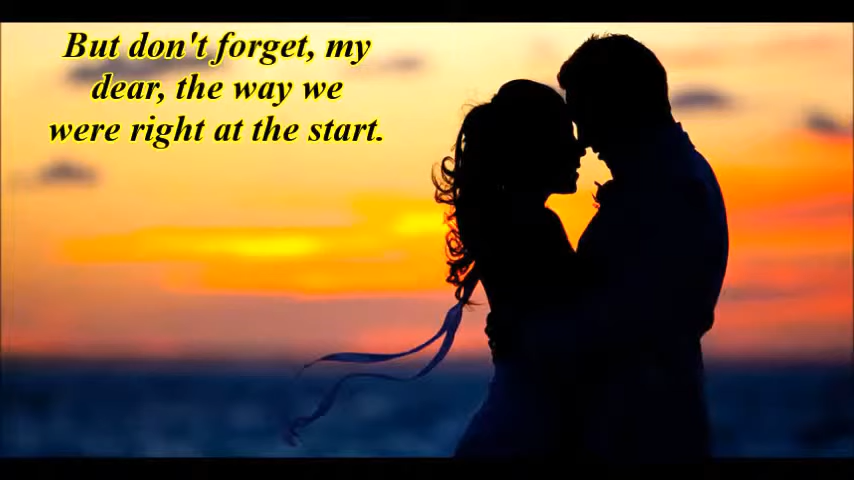 But don't forget, my
dear, the way we
were right at the start.